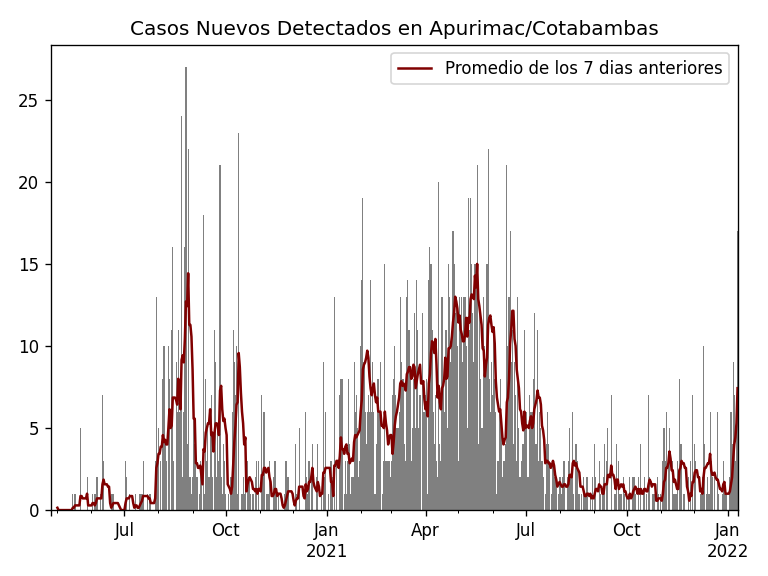 Casos Nuevos Detectados en Apurimac/Cotabambas
Promedio de los 7 dias anteriores
25
20
15
10
5
0
Jul
Oct
Jan
2021
Apr
Jul
Oct
Jan
2022